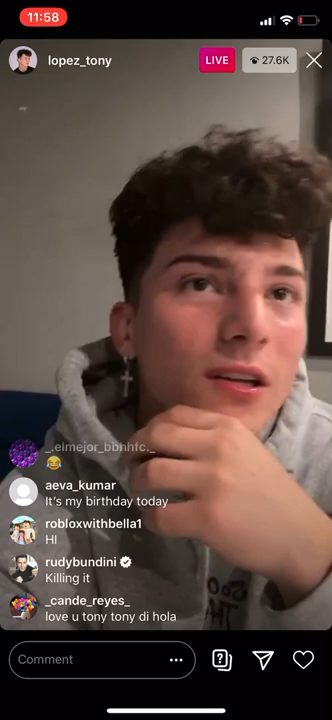 11:58
lopez_tony
LIVE
27.6K
_.elmejor_bbhhfc._
😂
aeva_kumar
It's my birthday today
robloxwithbella1
HI
rudybundini
Killing it
_cande_reyes_
love u tony tony di hola
Comment